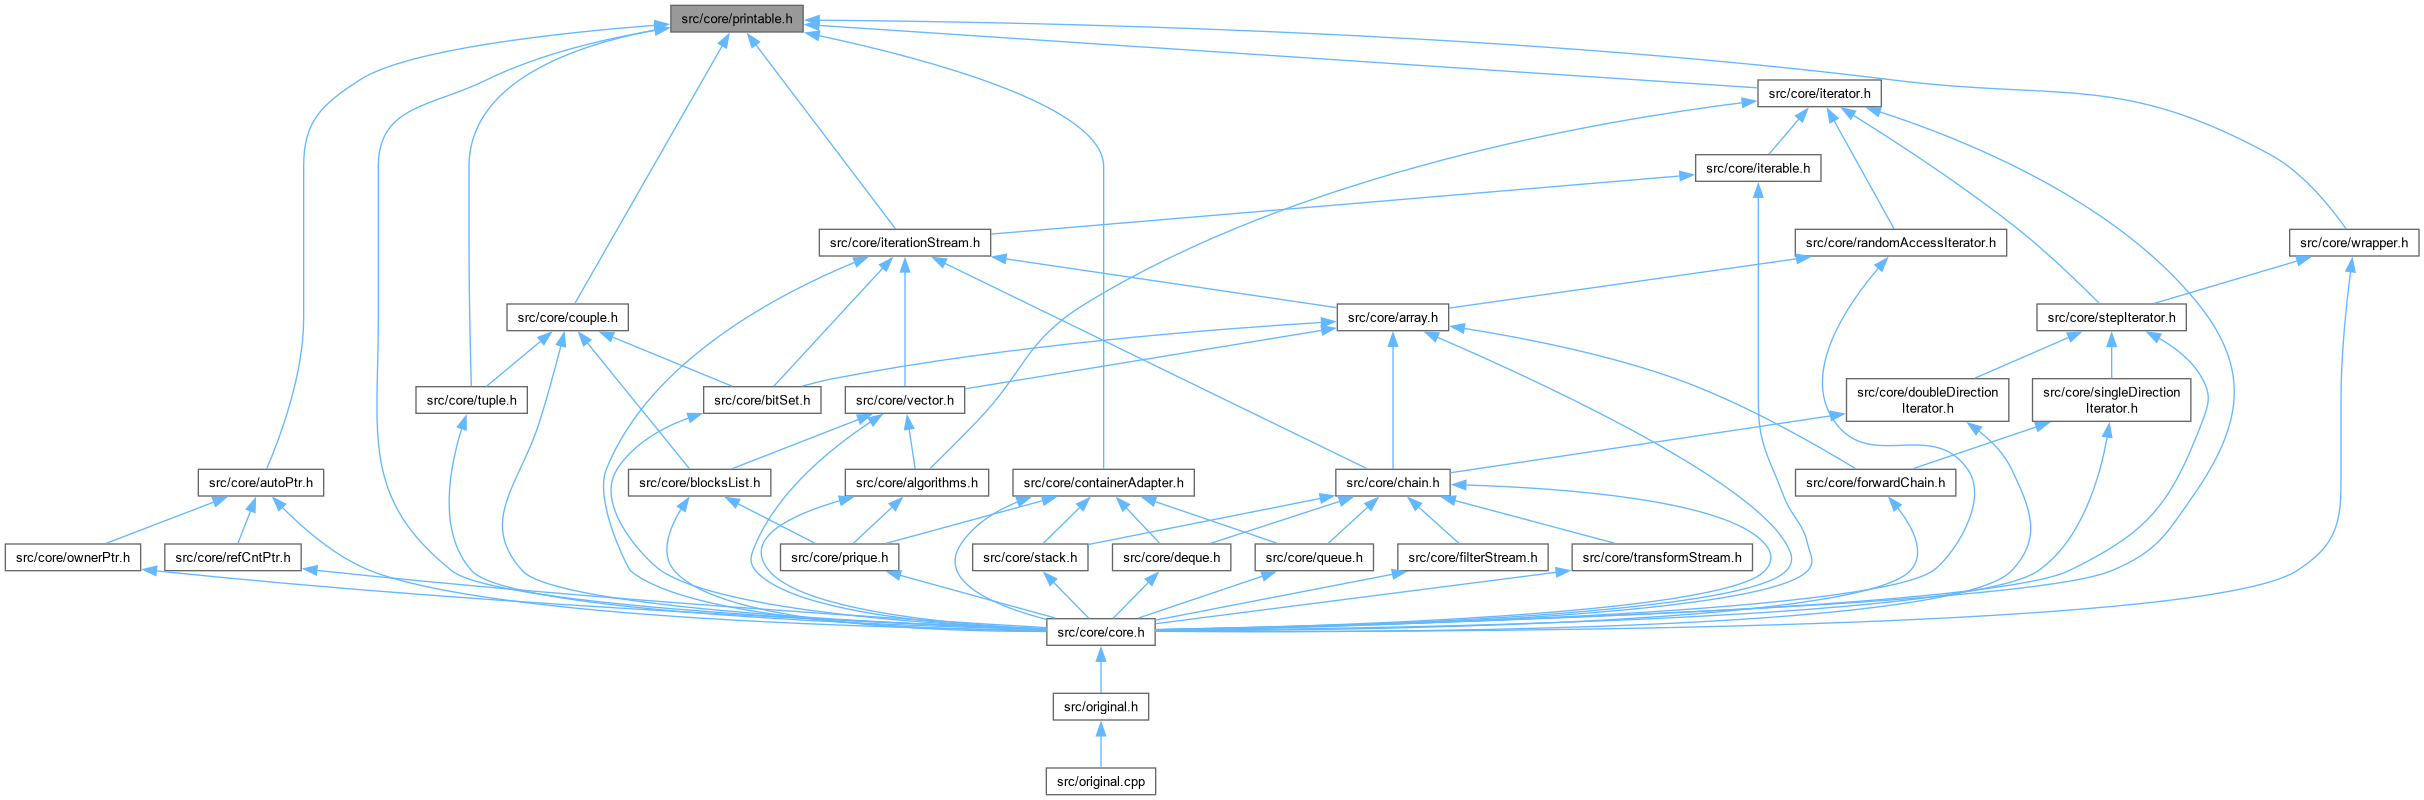 src/core/printable.h
src/core/iterator.h
src/core/iterable.h
src/core/iterationStream.h
src/core/randomAccessIterator.h
src/core/wrapper.h
src/core/couple.h
src/core/array.h
src/core/stepIterator.h
src/core/tuple.h
src/core/bitSet.h
src/core/vector.h
src/core/doubleDirection
Iterator.h
src/core/singleDirection
Iterator.h
src/core/autoPtr.h
src/core/blocksList.h
src/core/algorithms.h
src/core/containerAdapter.h
src/core/chain.h
src/core/forwardChain.h
src/core/ownerPtr.h
src/core/refCntPtr.h
src/core/prique.h
src/core/stack.h
src/core/deque.h
src/core/queue.h
src/core/filterStream.h
src/core/transformStream.h
src/core/core.h
src/original.h
src/original.cpp